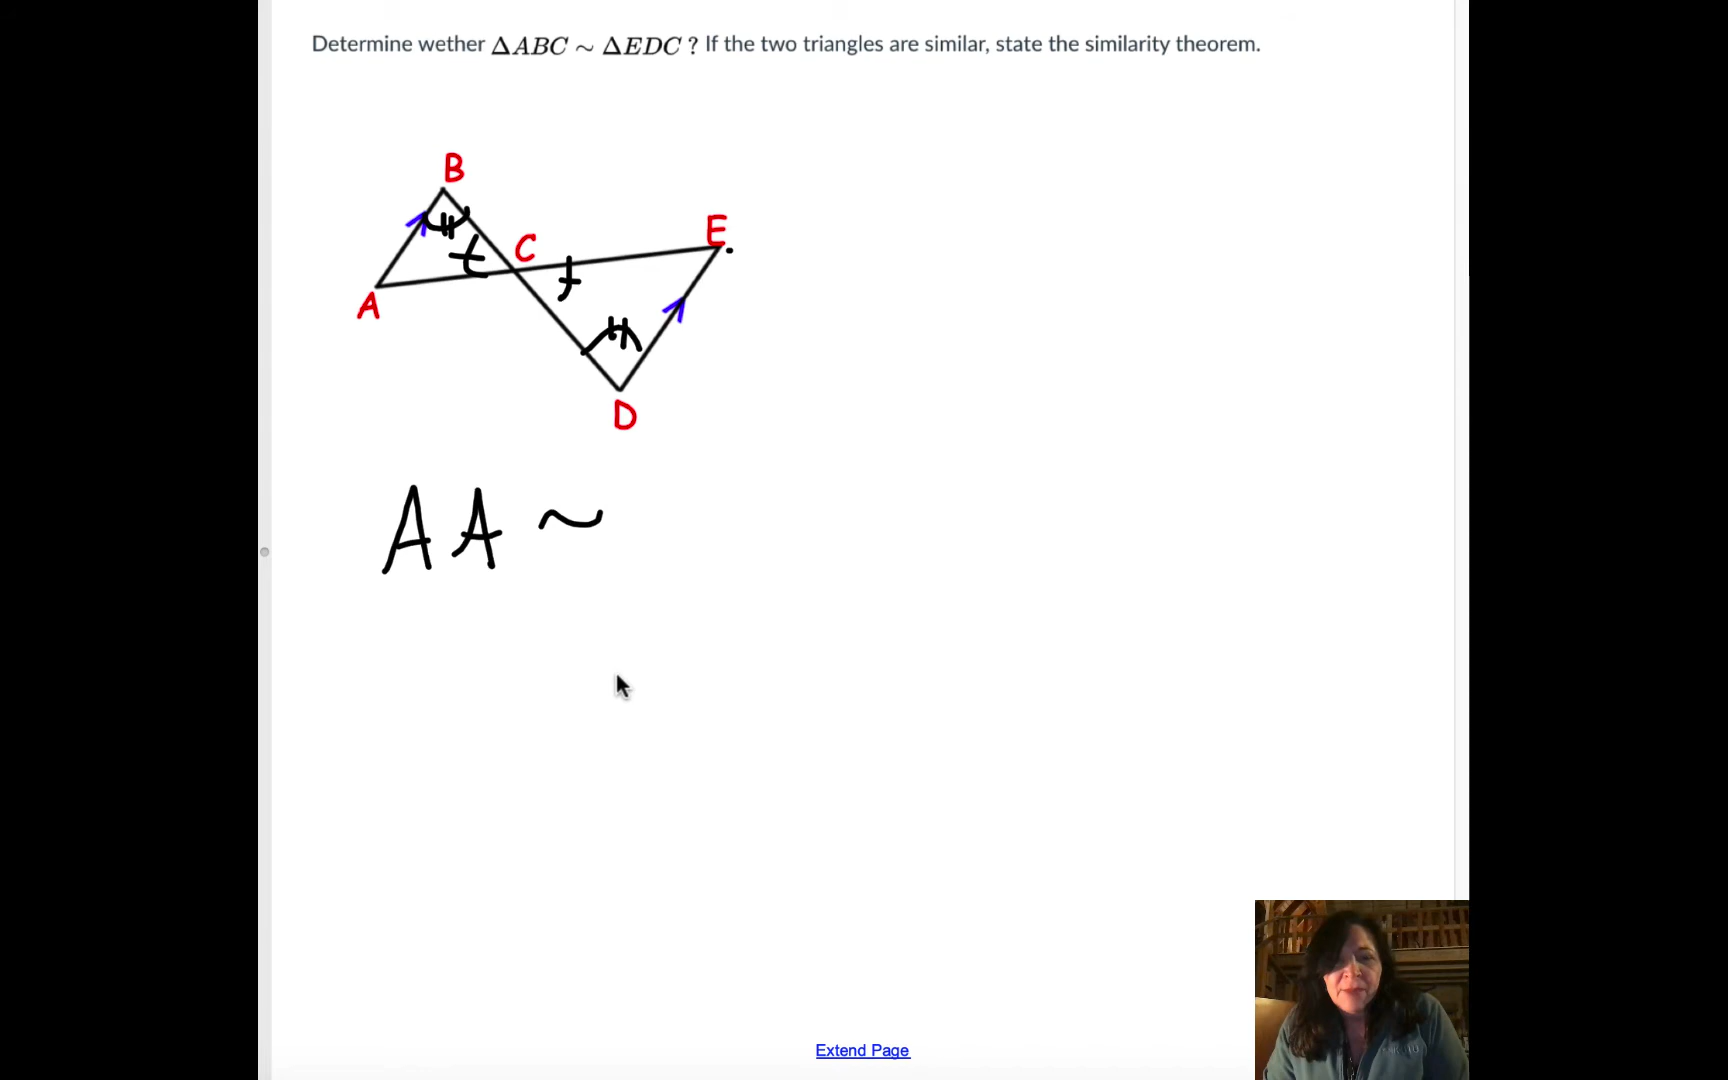 Determine wether ΔABC ~ ΔEDC ? If the two triangles are similar, state the similarity theorem.
B
C
E
A
D
AA ~
Extend Page